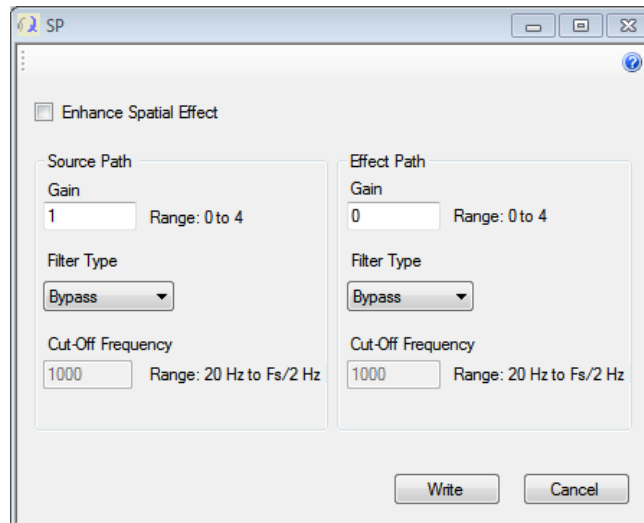 SP
Enhance Spatial Effect
Source Path
Gain
1 Range: 0 to 4
Filter Type
Bypass
Cut-Off Frequency
1000 Range: 20 Hz to Fs/2 Hz
Effect Path
Gain
0 Range: 0 to 4
Filter Type
Bypass
Cut-Off Frequency
1000 Range: 20 Hz to Fs/2 Hz
Write Cancel